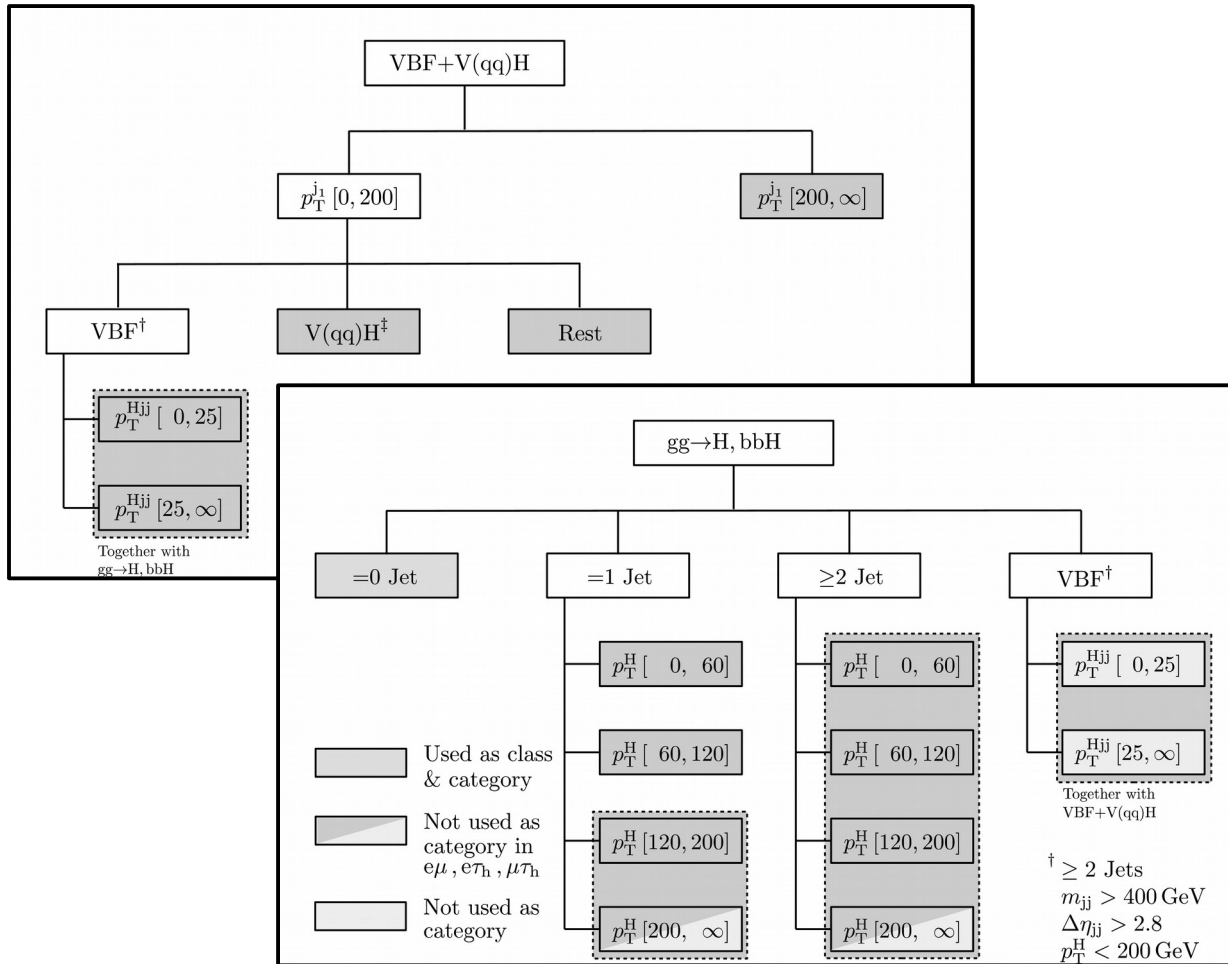 VBF+V(qq)H
p_T^{j_1} [0, 200]
p_T^{j_1} [200, ∞]
VBF†
V(qq)H‡
Rest
p_T^{Hjj} [ 0, 25]
p_T^{Hjj} [25, ∞]
Together with
gg→H, bbH
gg→H, bbH
=0 Jet
=1 Jet
≥2 Jet
VBF†
p_T^H [ 0, 60]
p_T^H [ 60, 120]
p_T^H [120, 200]
p_T^H [200, ∞]
p_T^H [ 0, 60]
p_T^H [ 60, 120]
p_T^H [120, 200]
p_T^H [200, ∞]
p_T^{Hjj} [ 0, 25]
p_T^{Hjj} [25, ∞]
Together with
VBF+V(qq)H
Used as class
& category
Not used as
category in
eμ , eτ_h , μτ_h
Not used as
category
† ≥ 2 Jets
m_{jj} > 400 GeV
Δη_{jj} > 2.8
p_T^H < 200 GeV